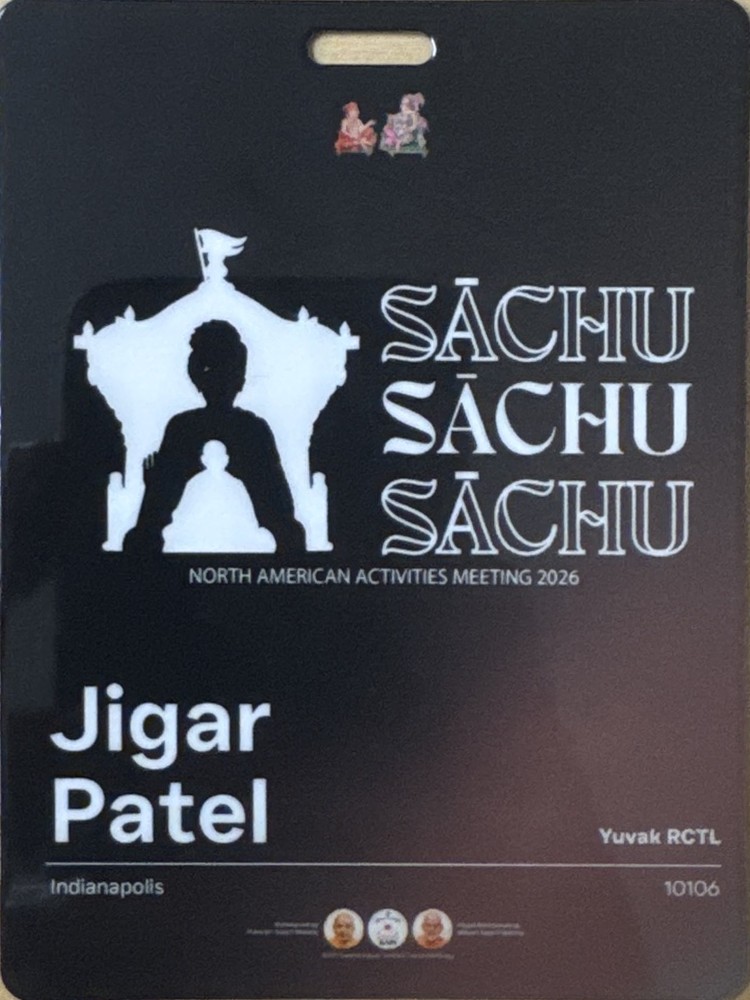 SĀCHU
SĀCHU
SĀCHU
NORTH AMERICAN ACTIVITIES MEETING 2026
Jigar
Patel
Yuvak RCTL
Indianapolis
10106